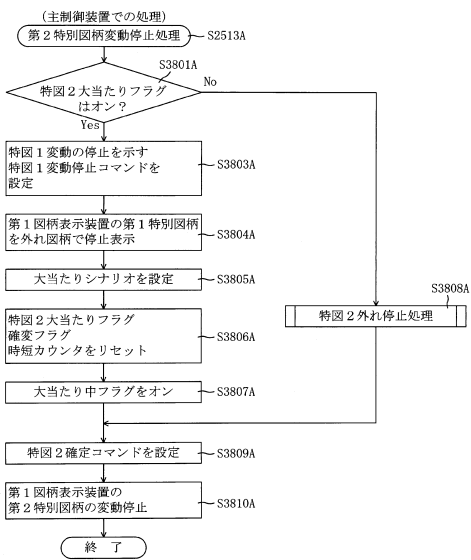 (主制御装置での処理)
第2特別図柄変動停止処理
S2513A
S3801A
特図2大当たりフラグ
はオン?
No
Yes
特図1変動の停止を示す
特図1変動停止コマンドを
設定
S3803A
第1図柄表示装置の第1特別図柄
を外れ図柄で停止表示
S3804A
大当たりシナリオを設定
S3805A
S3808A
特図2外れ停止処理
特図2大当たりフラグ
確変フラグ
時短カウンタをリセット
S3806A
大当たり中フラグをオン
S3807A
特図2確定コマンドを設定
S3809A
第1図柄表示装置の
第2特別図柄の変動停止
S3810A
終 了